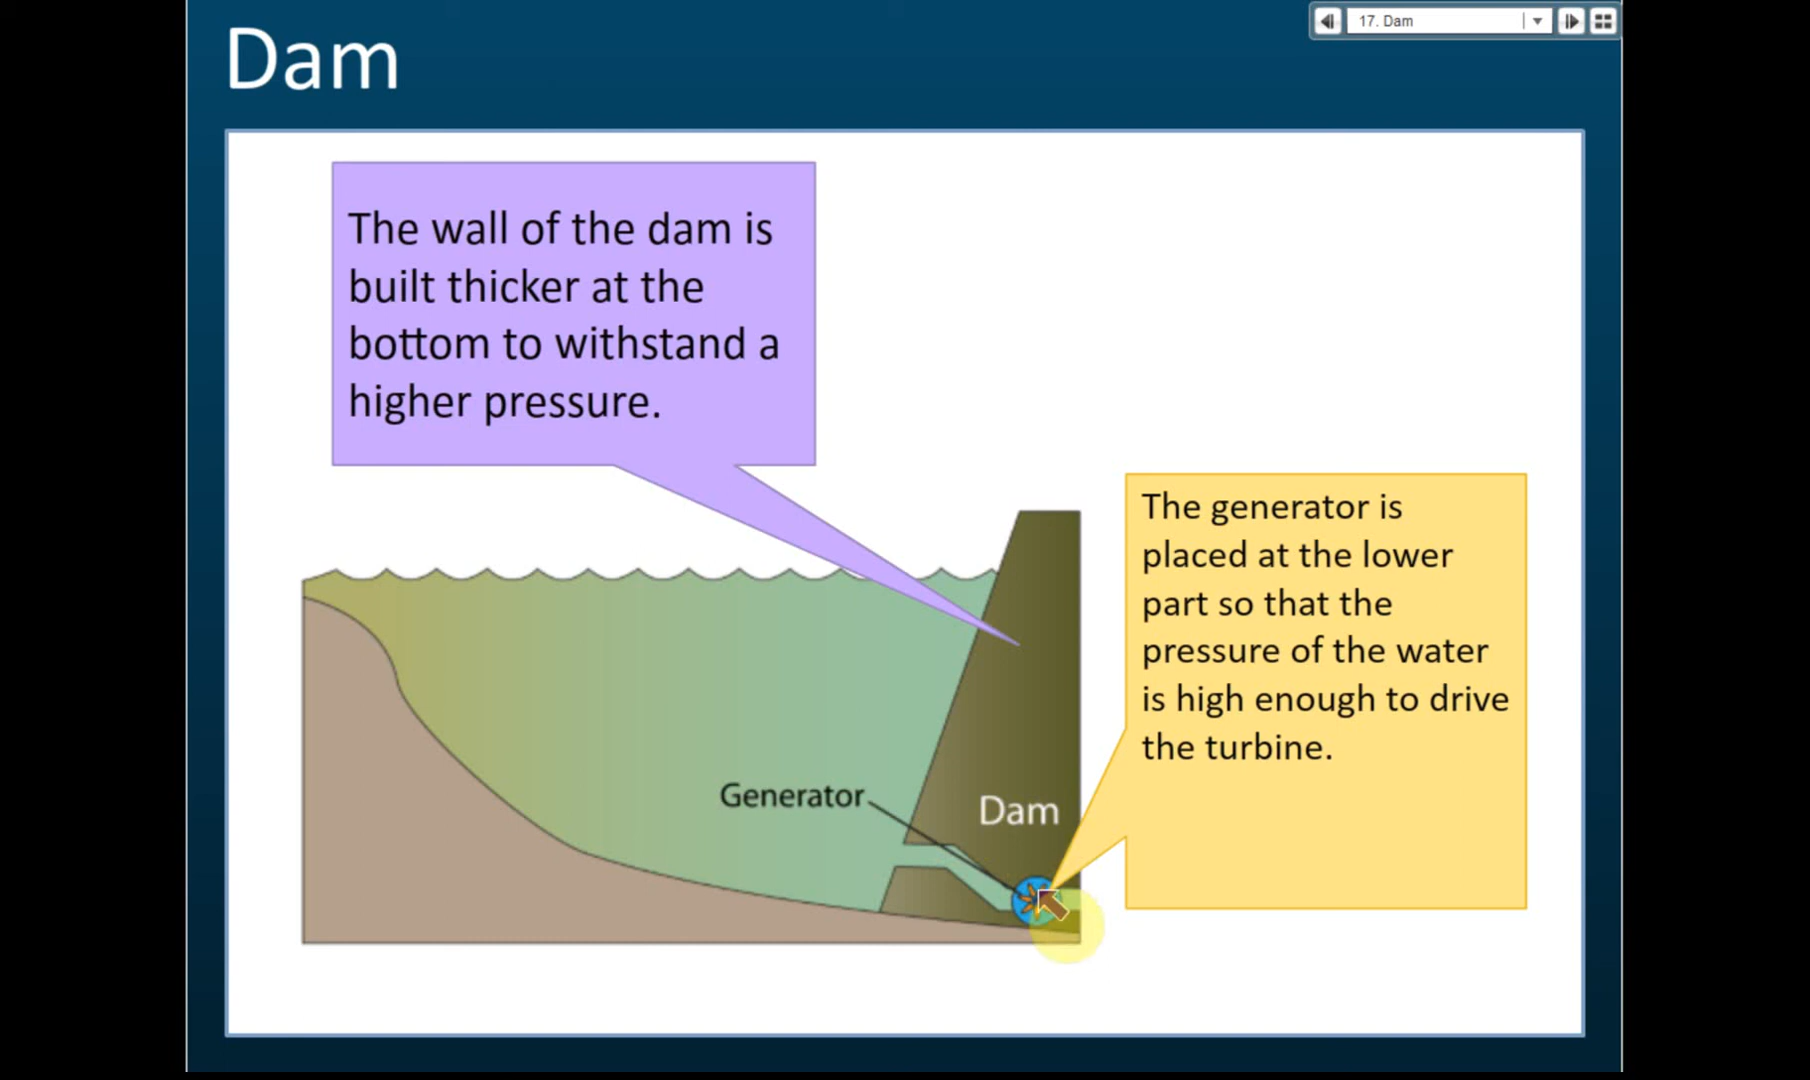 Dam
17. Dam
The wall of the dam is
built thicker at the
bottom to withstand a
higher pressure.
The generator is
placed at the lower
part so that the
pressure of the water
is high enough to drive
the turbine.
Generator
Dam